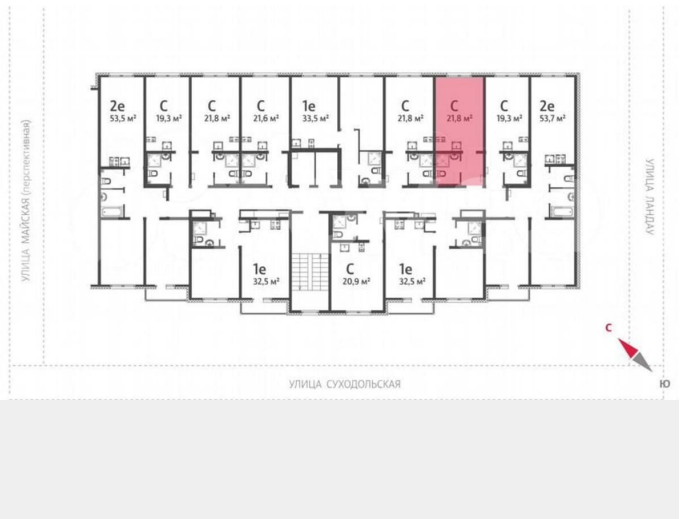 2е
53,5 м²
С
19,3 м²
С
21,8 м²
С
21,6 м²
1е
33,5 м²
С
21,8 м²
С
21,8 м²
С
19,3 м²
2е
53,7 м²
1е
32,5 м²
С
20,9 м²
1е
32,5 м²
УЛИЦА МАЙСКАЯ (перспективная)
УЛИЦА ЛАНДАУ
С
Ю
УЛИЦА СУХОДОЛЬСКАЯ